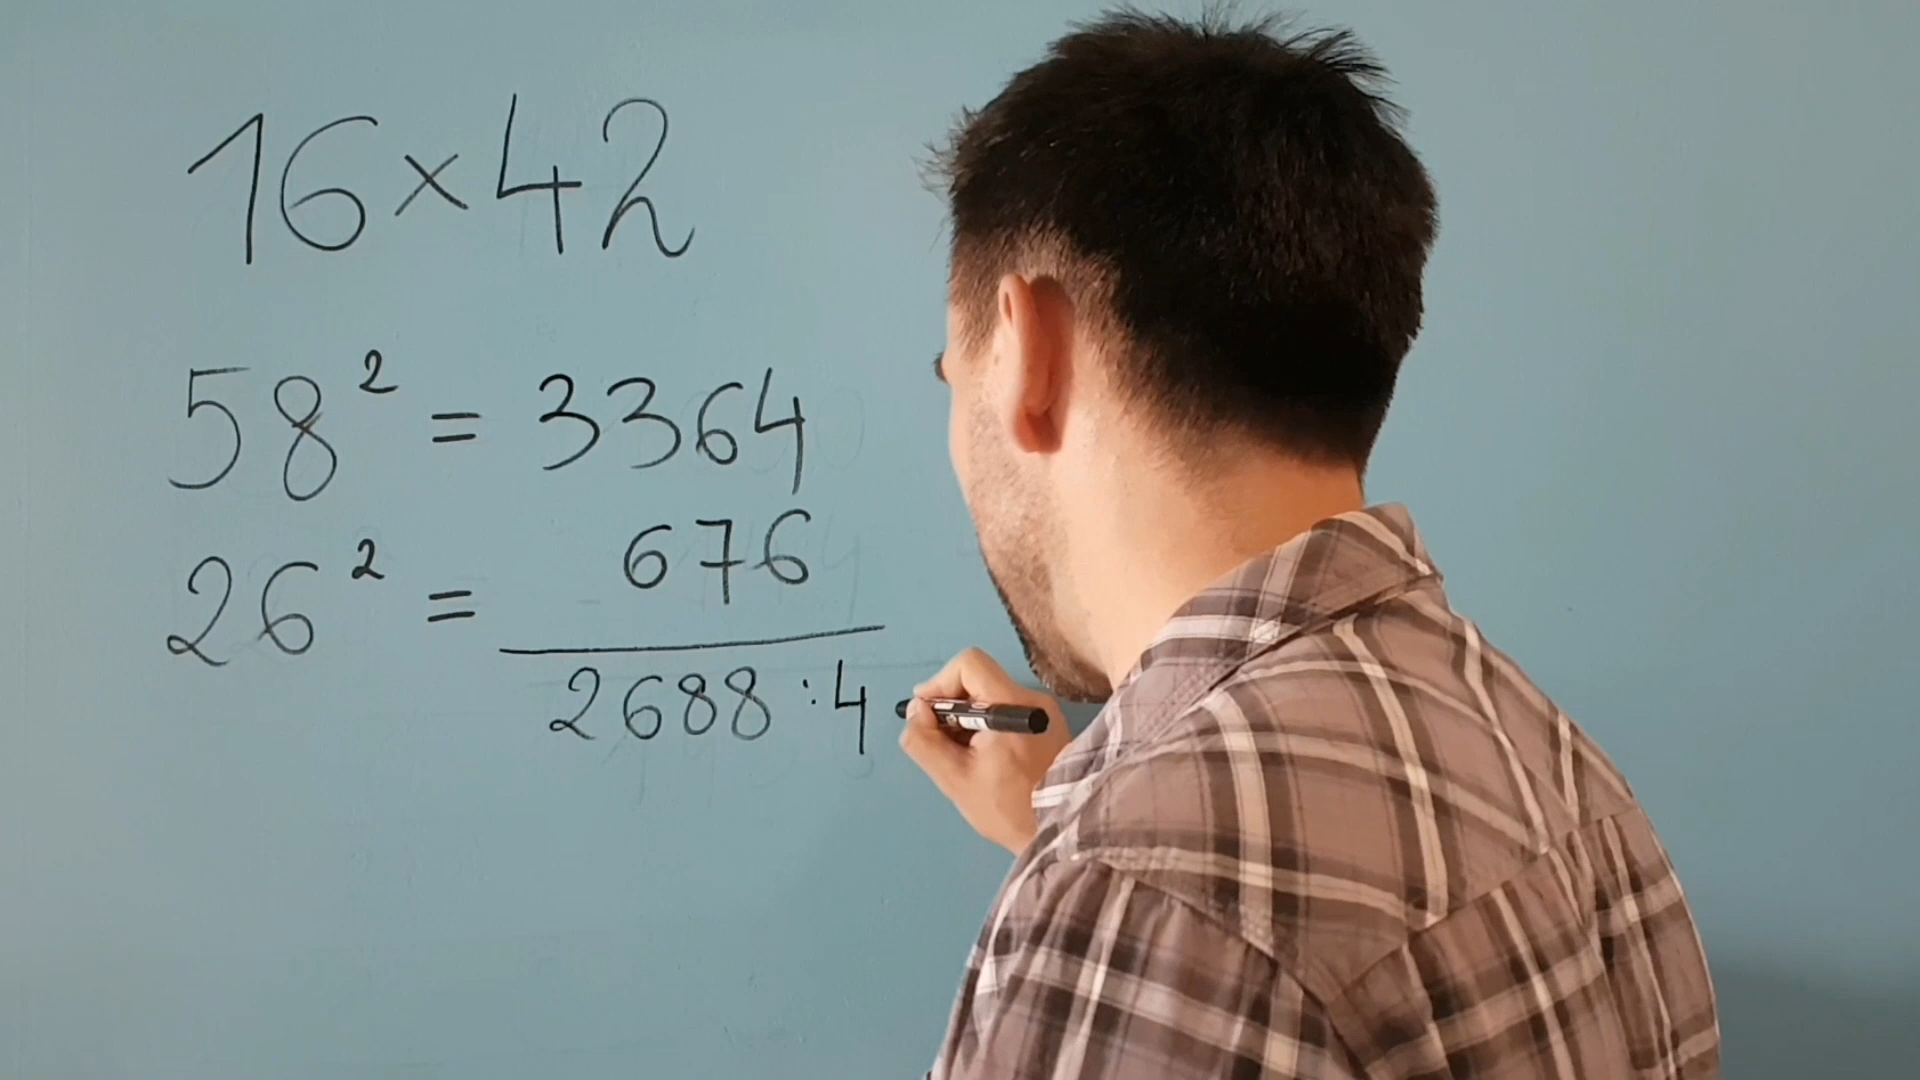 16×42
58² = 3364
26² = 676
2688:4